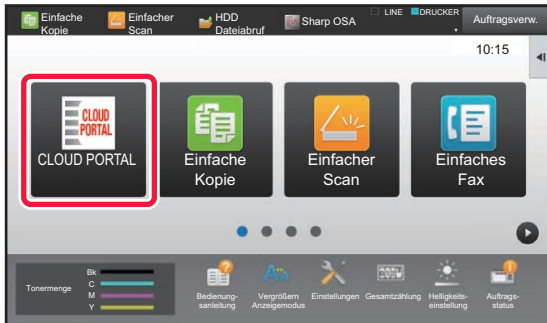 Einfache
Kopie
Einfacher
Scan
HDD
Dateiabruf
Sharp OSA
LINE
DRUCKER
Auftragsverw.
10:15
CLOUD
PORTAL
CLOUD PORTAL
Einfache
Kopie
Einfacher
Scan
Einfaches
Fax
Tonermenge
Bk
C
M
Y
Bedienung-
sanleitung
Vergrößern
Anzeigemodus
Einstellungen
Gesamtzählung
Helligkeits-
einstellung
Auftrags-
status